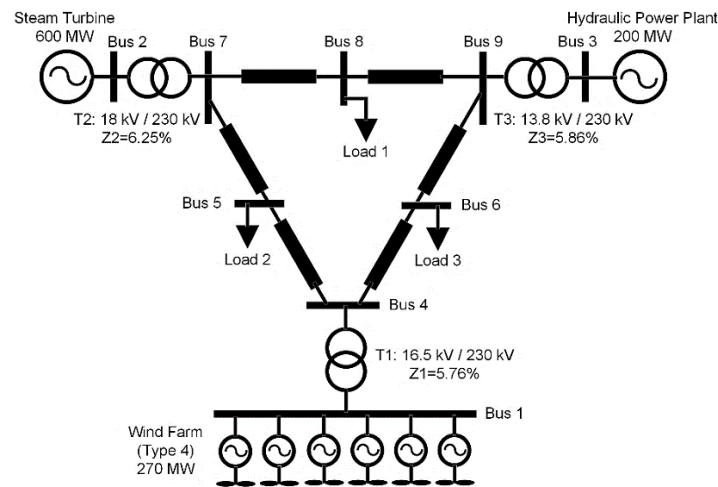 Steam Turbine
600 MW
Bus 2
Bus 7
Bus 8
Bus 9
Bus 3
Hydraulic Power Plant
200 MW
T2: 18 kV / 230 kV
Z2=6.25%
T3: 13.8 kV / 230 kV
Z3=5.86%
Load 1
Bus 5
Bus 6
Load 2
Load 3
Bus 4
T1: 16.5 kV / 230 kV
Z1=5.76%
Bus 1
Wind Farm
(Type 4)
270 MW